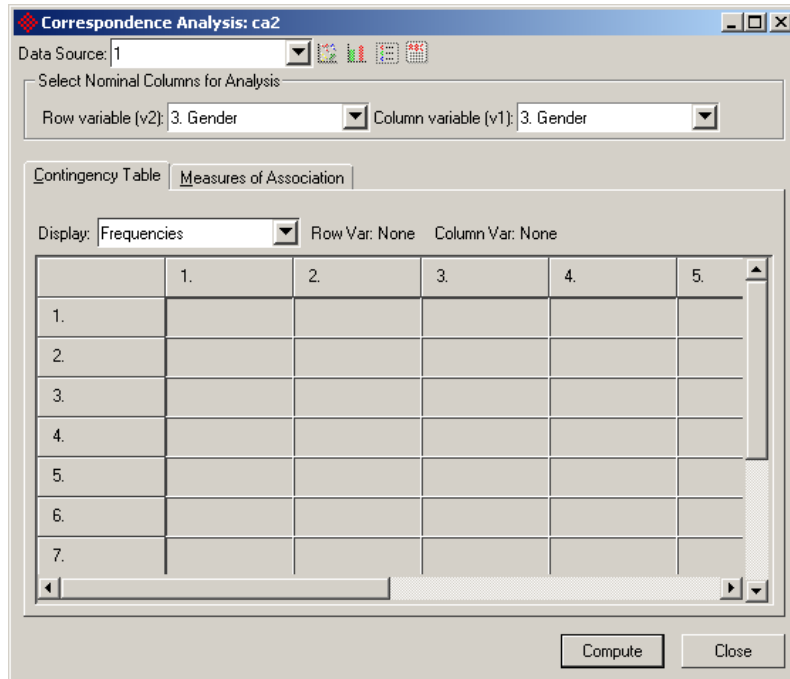 Correspondence Analysis: ca2
Data Source: 1
Select Nominal Columns for Analysis
Row variable (v2): 3. Gender Column variable (v1): 3. Gender
Contingency Table Measures of Association
Display: Frequencies Row Var: None Column Var: None
1. 2. 3. 4. 5.
1.
2.
3.
4.
5.
6.
7.
Compute Close